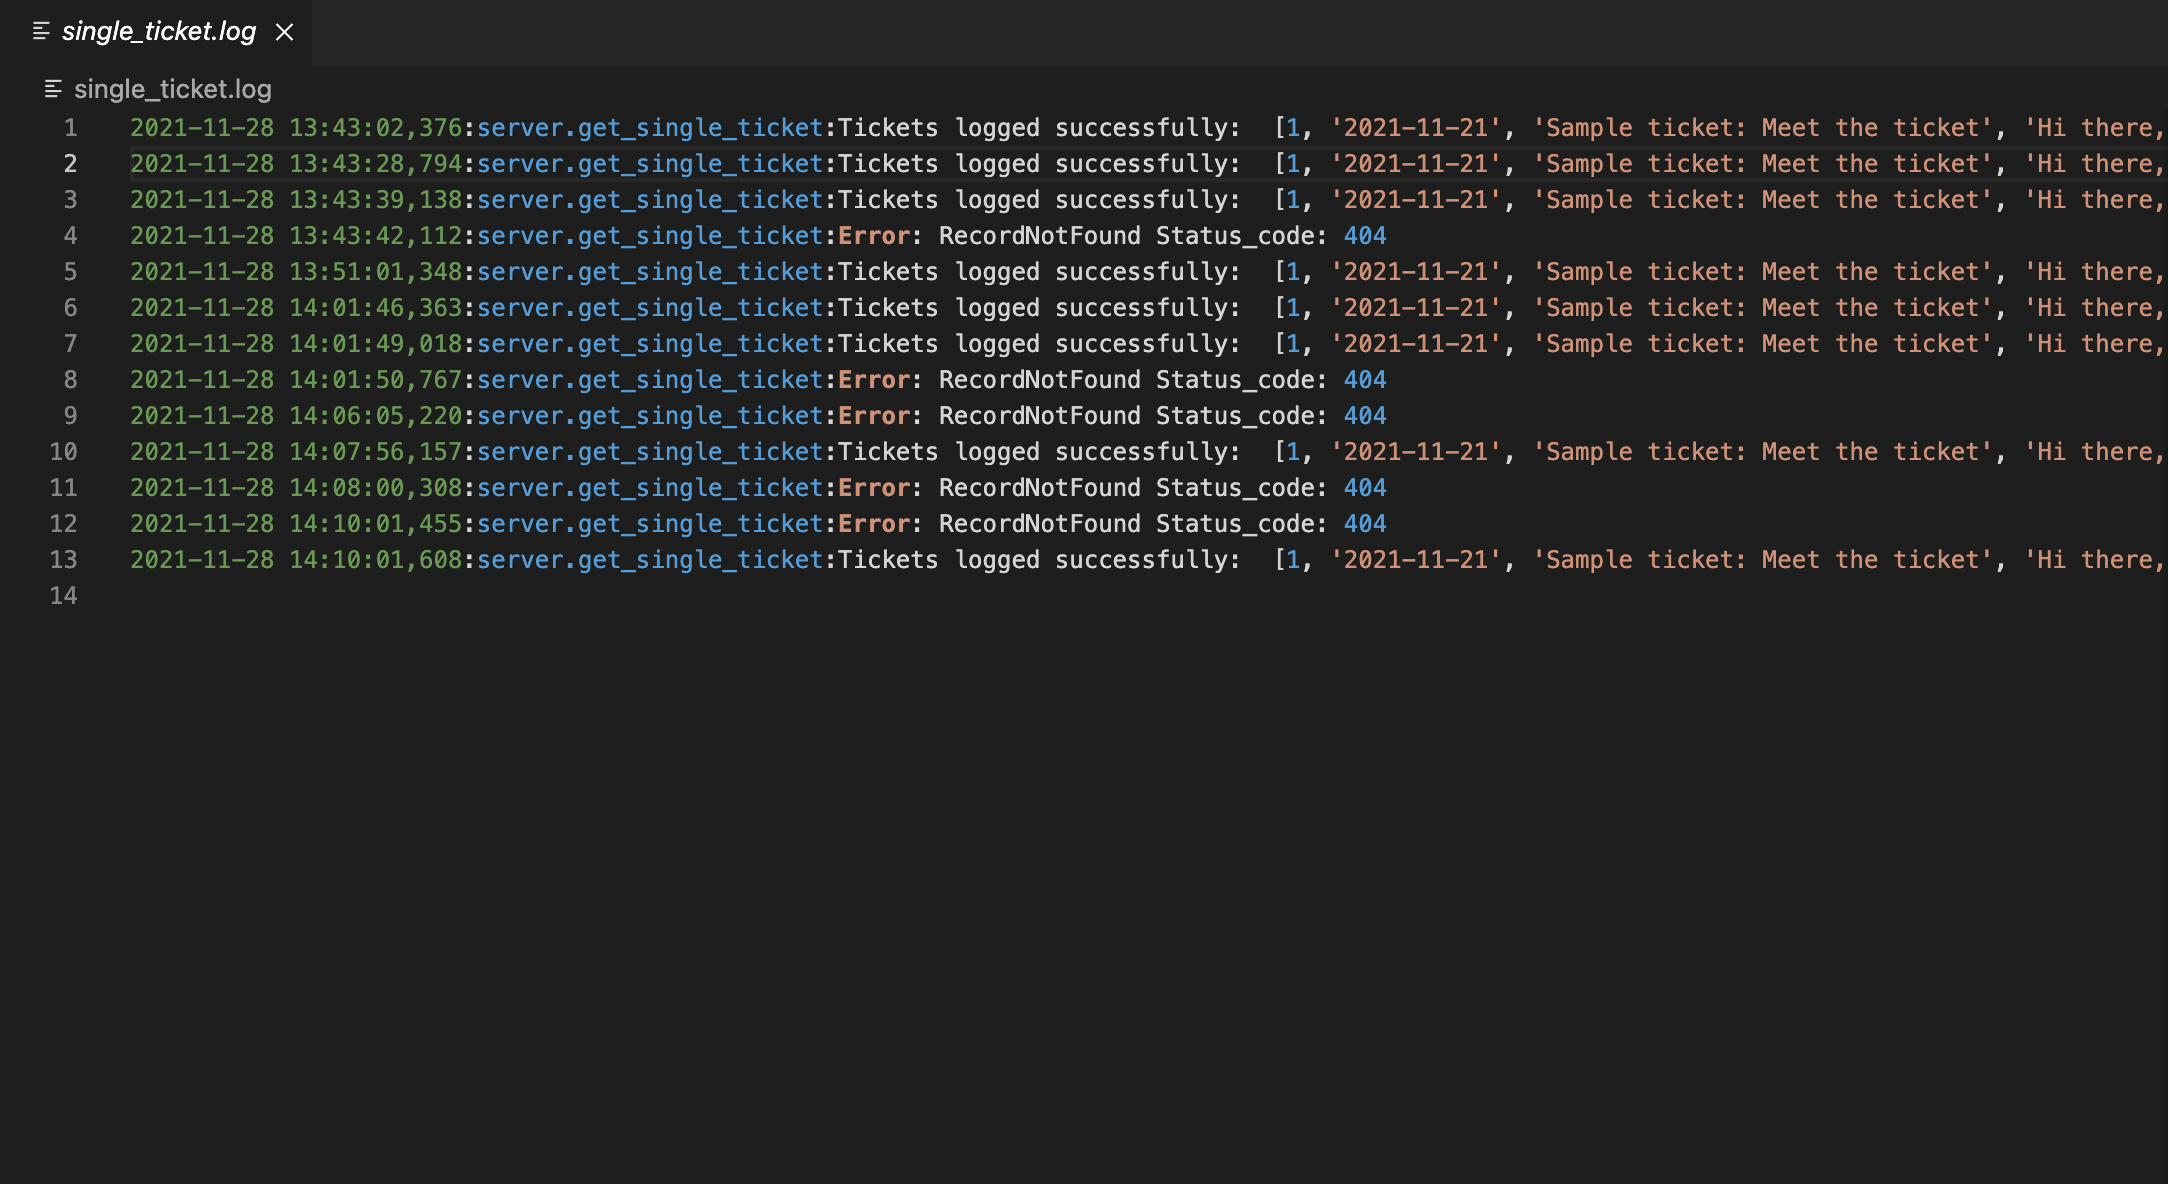 single_ticket.log
single_ticket.log
1 2021-11-28 13:43:02,376:server.get_single_ticket:Tickets logged successfully:  [1, '2021-11-21', 'Sample ticket: Meet the ticket', 'Hi there,
2 2021-11-28 13:43:28,794:server.get_single_ticket:Tickets logged successfully:  [1, '2021-11-21', 'Sample ticket: Meet the ticket', 'Hi there,
3 2021-11-28 13:43:39,138:server.get_single_ticket:Tickets logged successfully:  [1, '2021-11-21', 'Sample ticket: Meet the ticket', 'Hi there,
4 2021-11-28 13:43:42,112:server.get_single_ticket:Error: RecordNotFound Status_code: 404
5 2021-11-28 13:51:01,348:server.get_single_ticket:Tickets logged successfully:  [1, '2021-11-21', 'Sample ticket: Meet the ticket', 'Hi there,
6 2021-11-28 14:01:46,363:server.get_single_ticket:Tickets logged successfully:  [1, '2021-11-21', 'Sample ticket: Meet the ticket', 'Hi there,
7 2021-11-28 14:01:49,018:server.get_single_ticket:Tickets logged successfully:  [1, '2021-11-21', 'Sample ticket: Meet the ticket', 'Hi there,
8 2021-11-28 14:01:50,767:server.get_single_ticket:Error: RecordNotFound Status_code: 404
9 2021-11-28 14:06:05,220:server.get_single_ticket:Error: RecordNotFound Status_code: 404
10 2021-11-28 14:07:56,157:server.get_single_ticket:Tickets logged successfully:  [1, '2021-11-21', 'Sample ticket: Meet the ticket', 'Hi there,
11 2021-11-28 14:08:00,308:server.get_single_ticket:Error: RecordNotFound Status_code: 404
12 2021-11-28 14:10:01,455:server.get_single_ticket:Error: RecordNotFound Status_code: 404
13 2021-11-28 14:10:01,608:server.get_single_ticket:Tickets logged successfully:  [1, '2021-11-21', 'Sample ticket: Meet the ticket', 'Hi there,
14